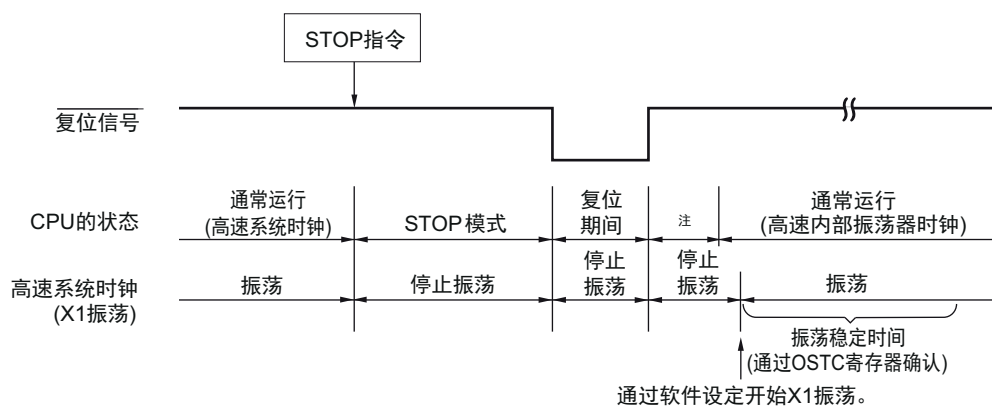 STOP指令
复位信号
CPU的状态
通常运行
(高速系统时钟)
STOP模式
复位
期间
注
通常运行
(高速内部振荡器时钟)
高速系统时钟
(X1振荡)
振荡
停止振荡
停止
振荡
停止
振荡
振荡
振荡稳定时间
(通过OSTC寄存器确认)
通过软件设定开始X1振荡。